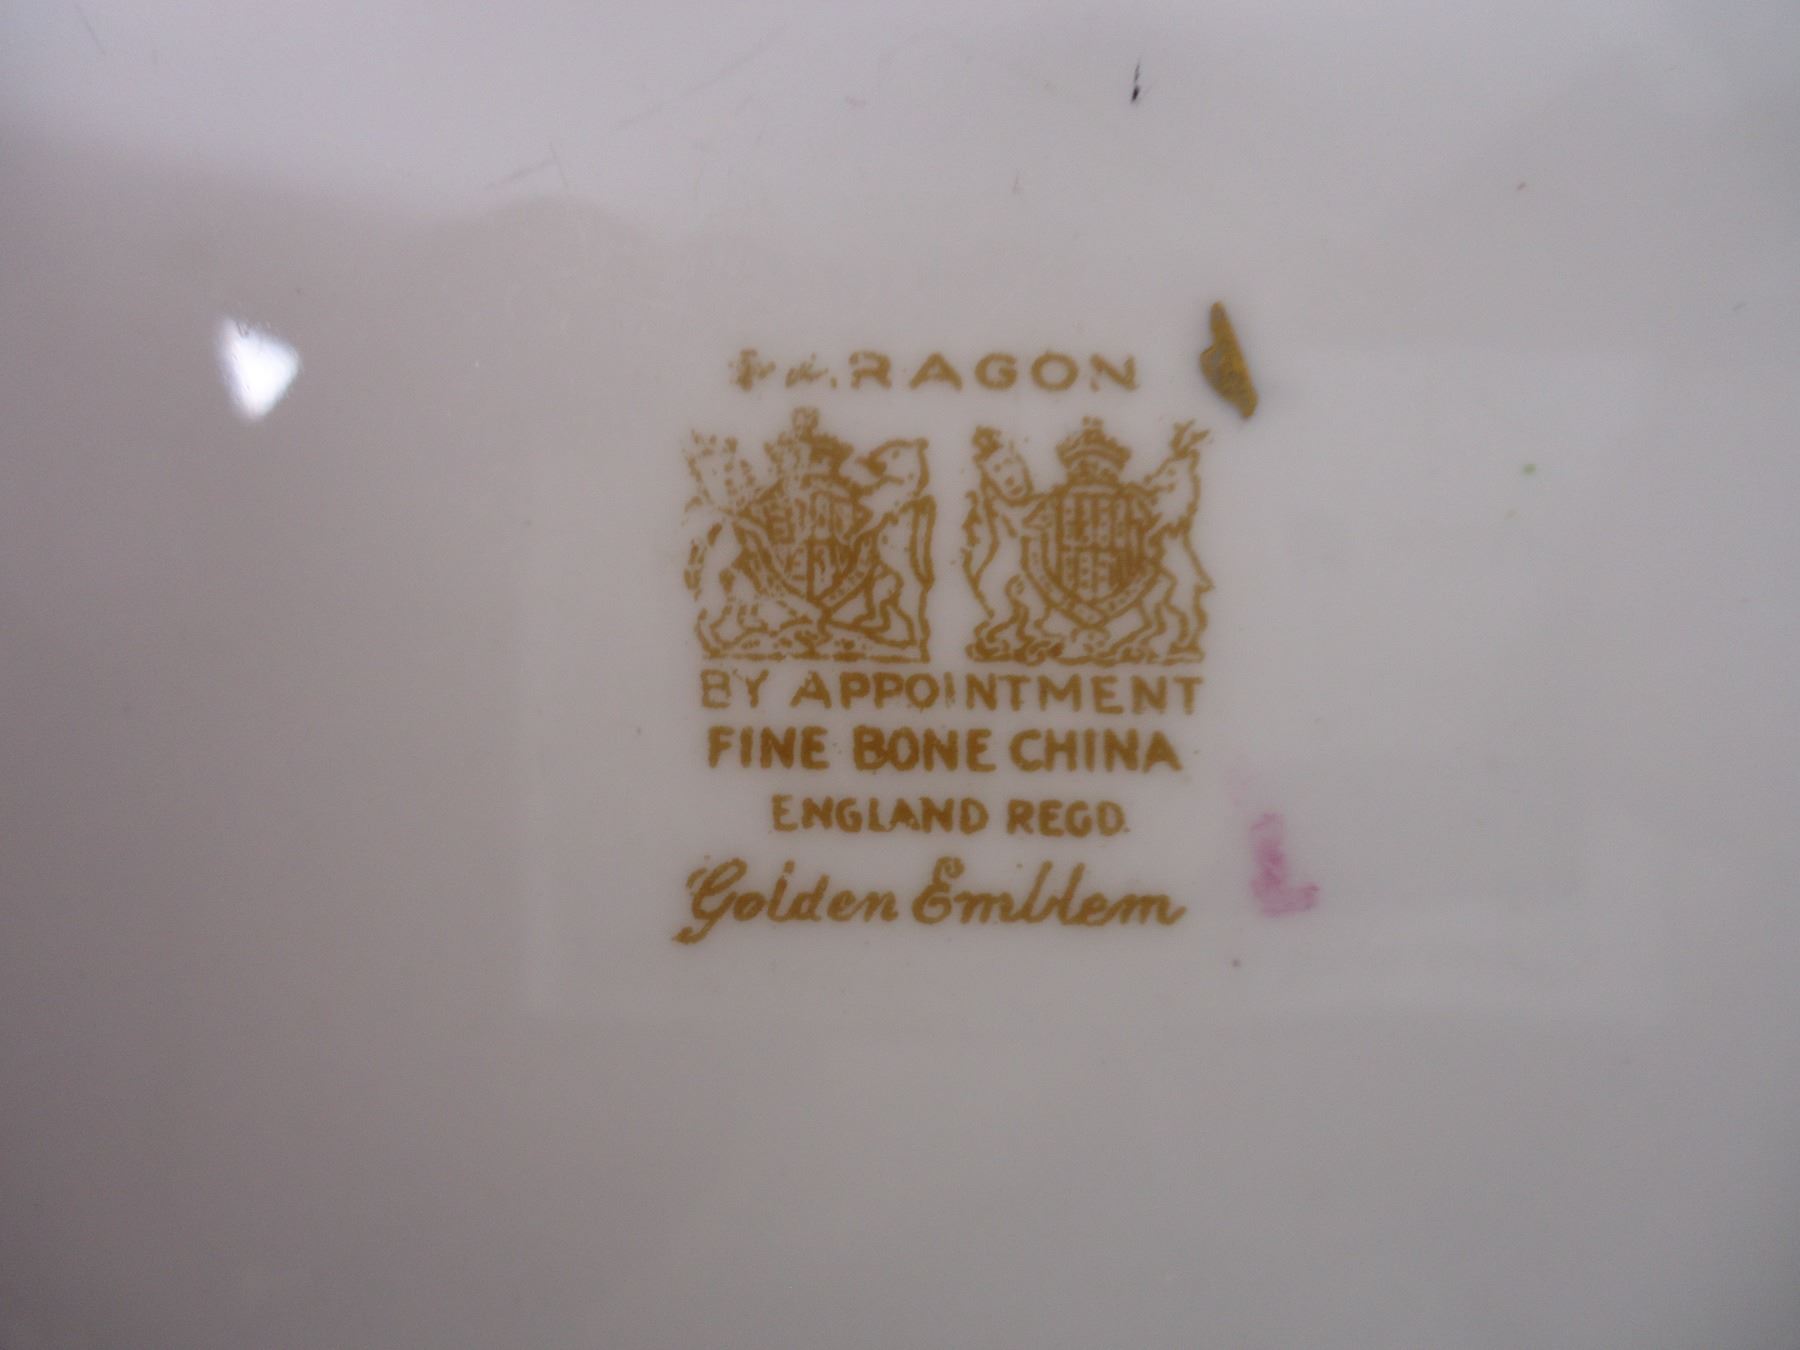 PARAGON
BY APPOINTMENT
FINE BONE CHINA
ENGLAND REGD.
Golden Emblem
L